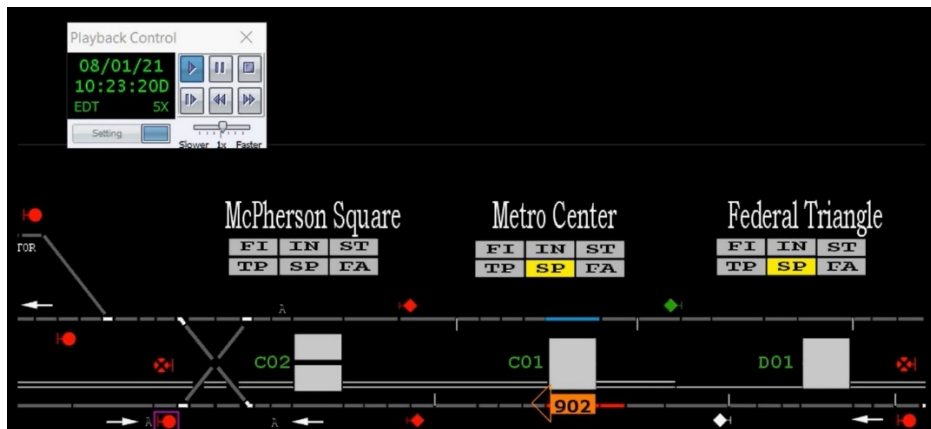 Playback Control
08/01/21
10:23:20D
EDT 5X
Setting
Slower 1x Faster
McPherson Square Metro Center Federal Triangle
FI IN ST FI IN ST FI IN ST
TP SP FA TP SP FA TP SP FA
TOR
A
C02 C01 D01
902
A A